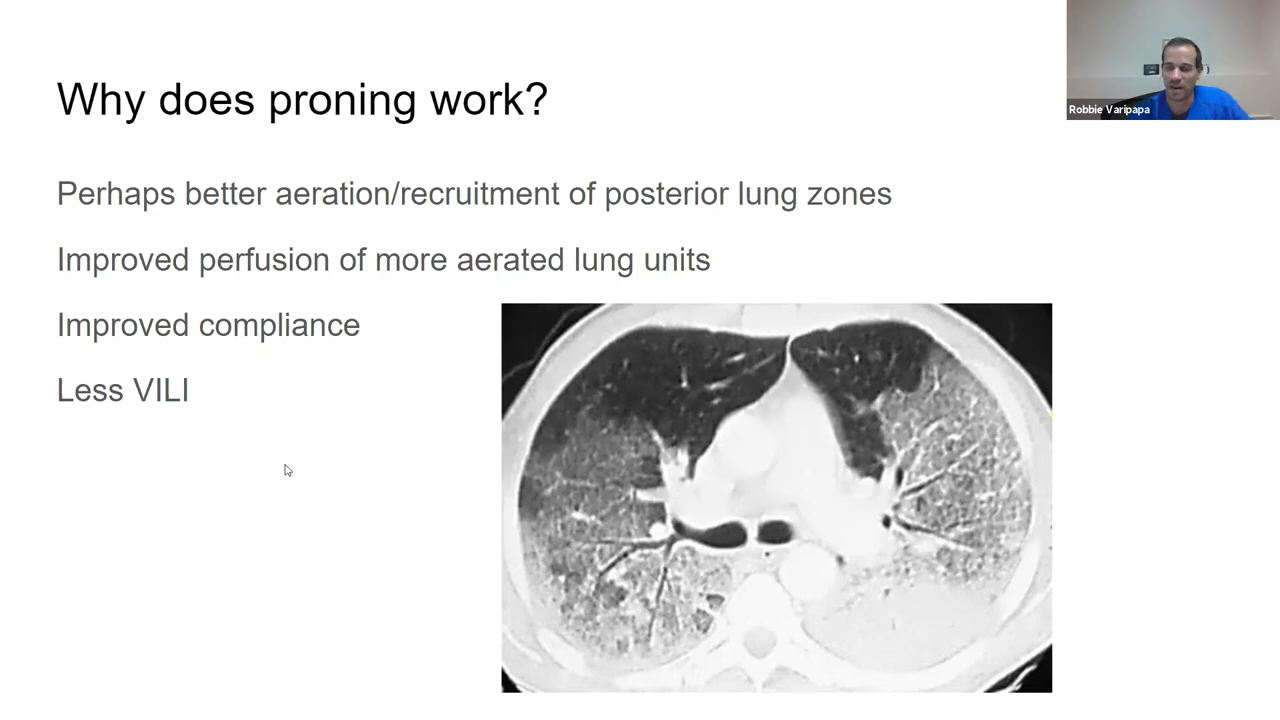 Why does proning work?
Robbie Varipapa
Perhaps better aeration/recruitment of posterior lung zones
Improved perfusion of more aerated lung units
Improved compliance
Less VILI